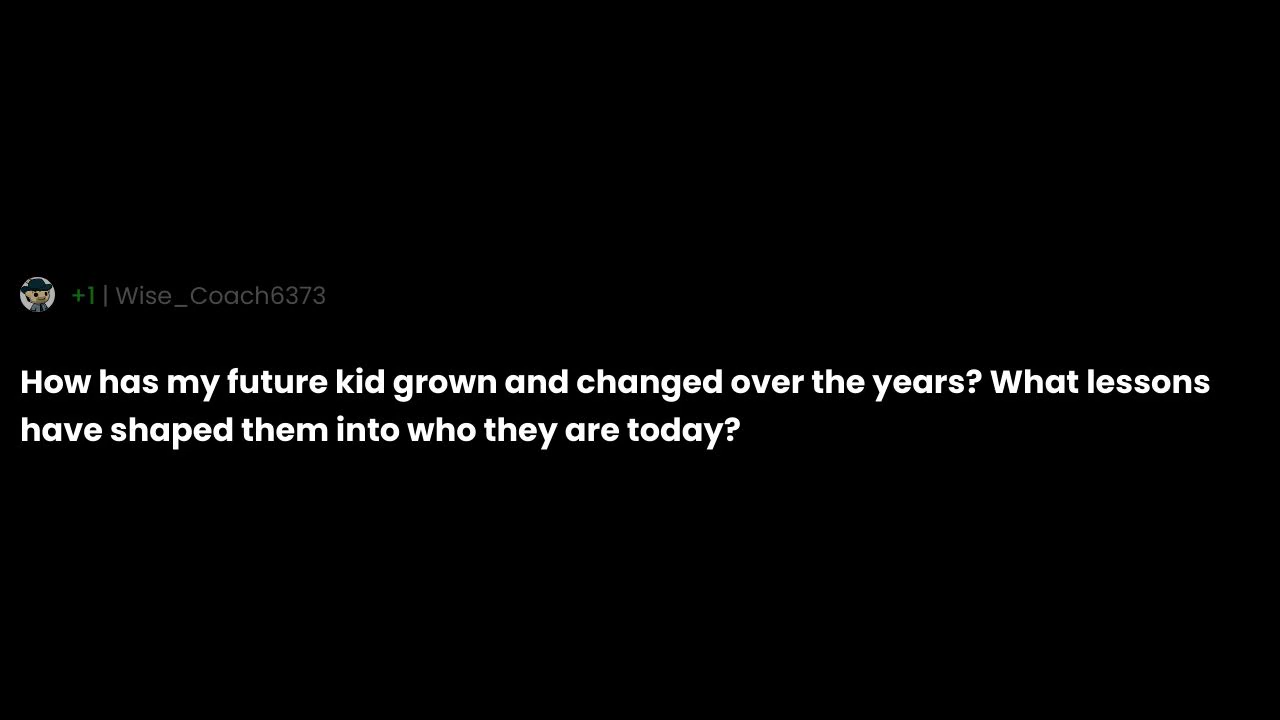 +1 | Wise_Coach6373
How has my future kid grown and changed over the years? What lessons
have shaped them into who they are today?